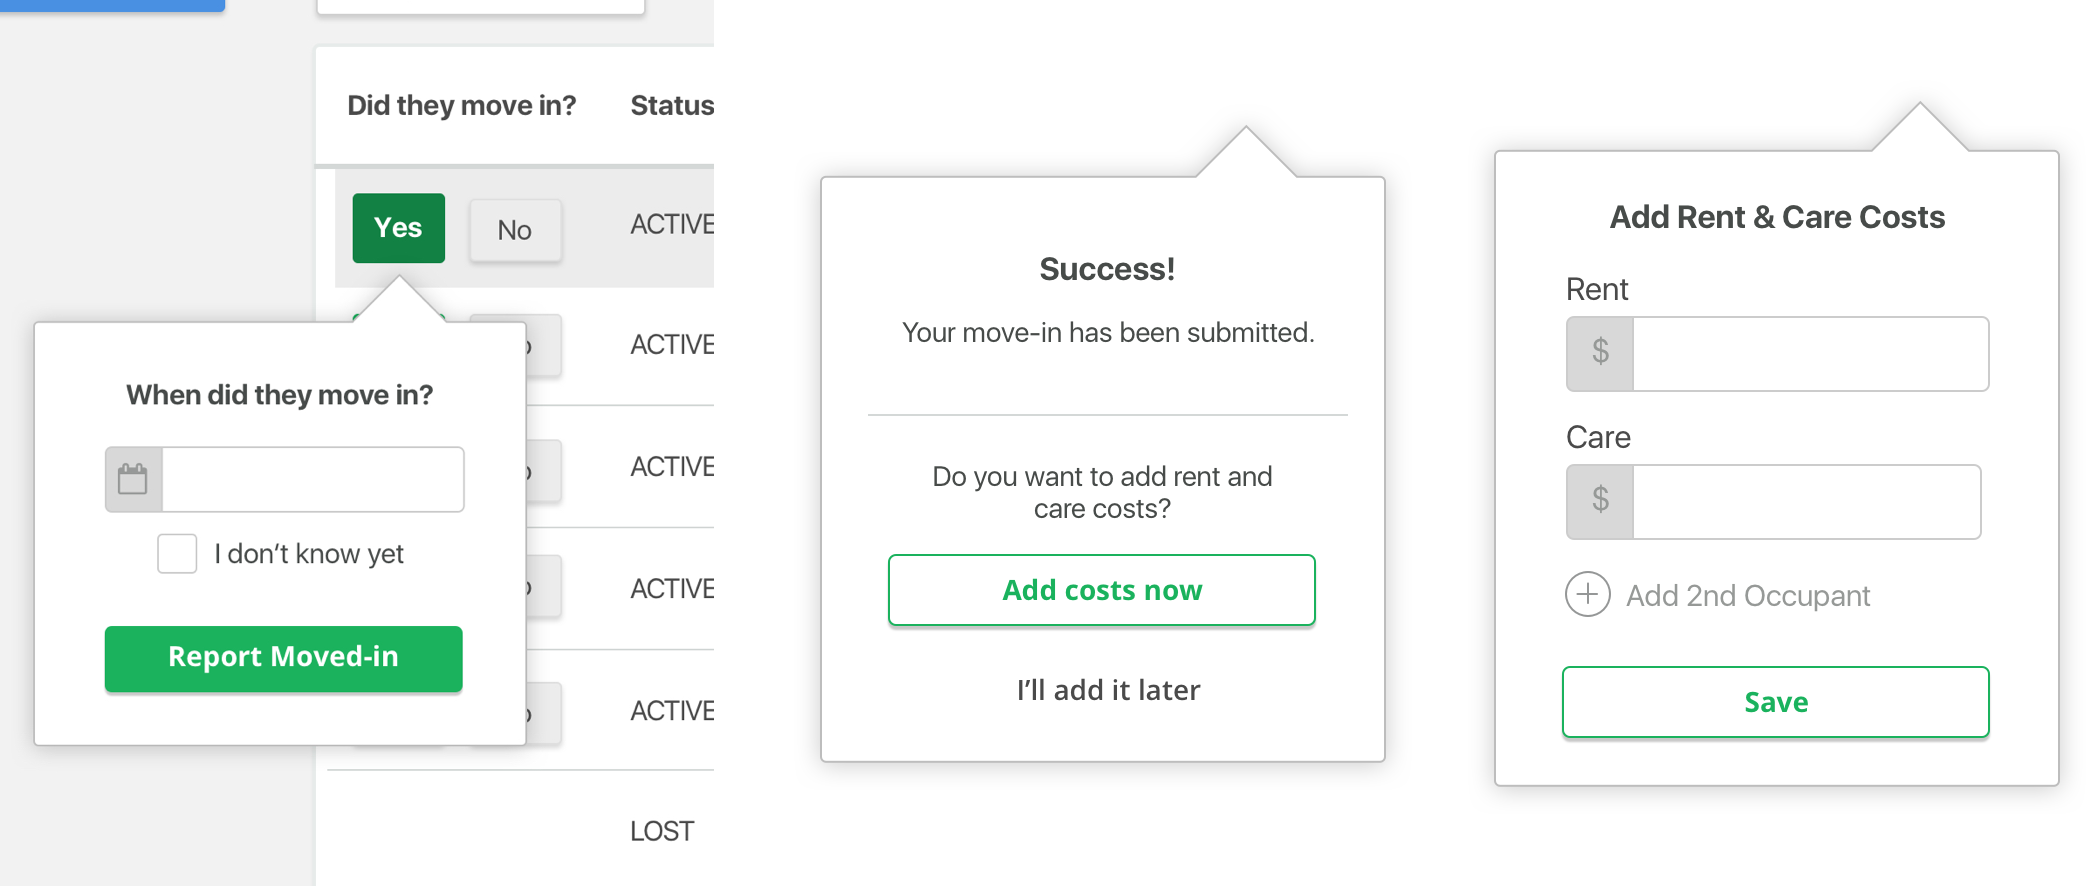 Did they move in? Status
Yes No ACTIVE
ACTIVE
ACTIVE
ACTIVE
ACTIVE
LOST
When did they move in?
I don’t know yet
Report Moved-in
Success!
Your move-in has been submitted.
Do you want to add rent and
care costs?
Add costs now
I’ll add it later
Add Rent & Care Costs
Rent
$
Care
$
Add 2nd Occupant
Save